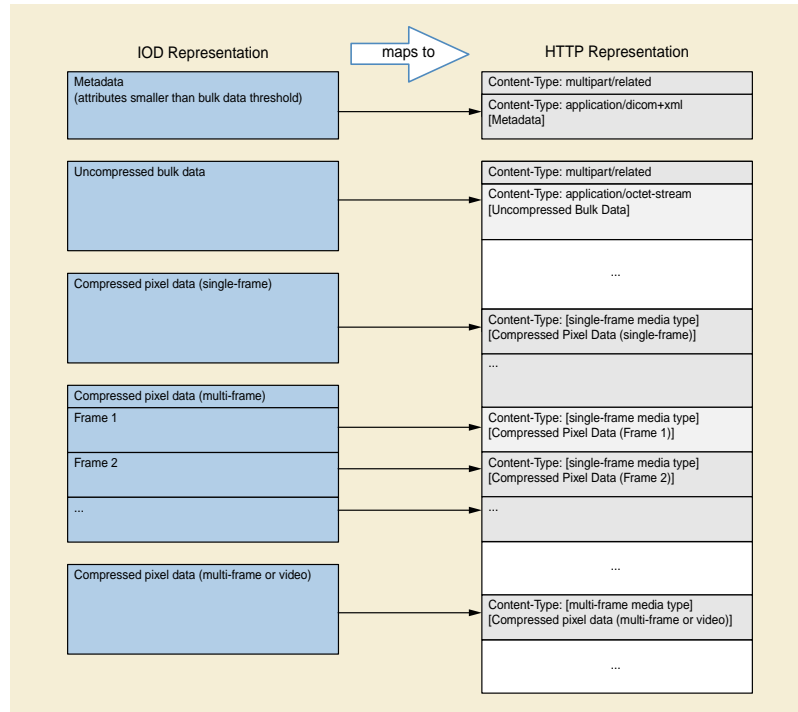 IOD Representation
maps to
HTTP Representation
Metadata
(attributes smaller than bulk data threshold)
Content-Type: multipart/related
Content-Type: application/dicom+xml
[Metadata]
Uncompressed bulk data
Content-Type: multipart/related
Content-Type: application/octet-stream
[Uncompressed Bulk Data]
...
Compressed pixel data (single-frame)
Content-Type: [single-frame media type]
[Compressed Pixel Data (single-frame)]
...
Compressed pixel data (multi-frame)
Frame 1
Content-Type: [single-frame media type]
[Compressed Pixel Data (Frame 1)]
Frame 2
Content-Type: [single-frame media type]
[Compressed Pixel Data (Frame 2)]
...
...
...
Compressed pixel data (multi-frame or video)
Content-Type: [multi-frame media type]
[Compressed pixel data (multi-frame or video)]
...